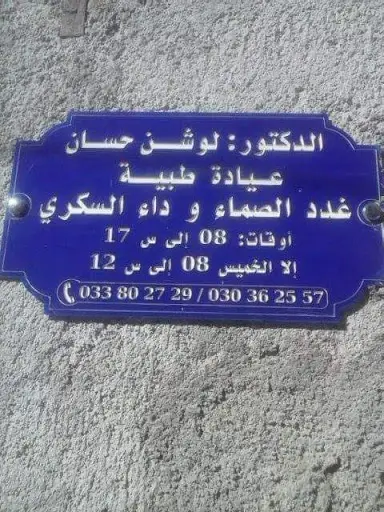 الدكتور: لوشن حسان
عيادة طبية
غدد الصماء و داء السكري
أوقات: 08 إلى س 17
إلا الخميس 08 إلى س 12
033 80 27 29 / 030 36 25 57